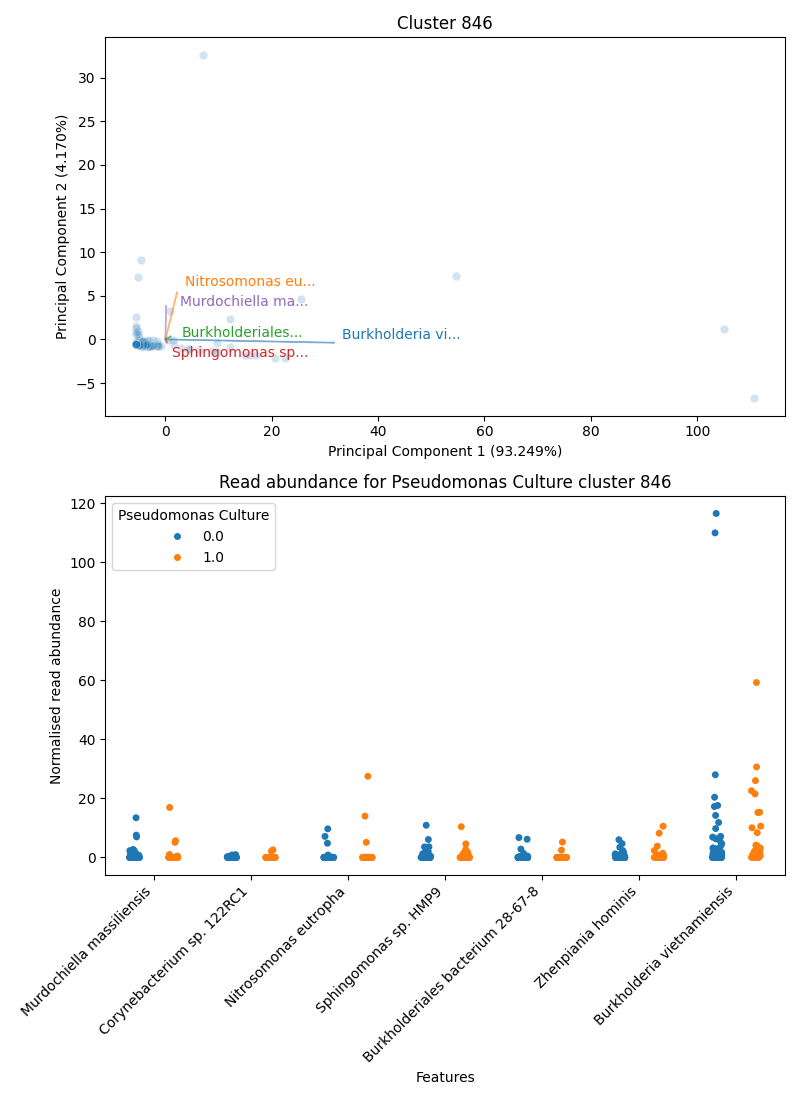 Cluster 846
Principal Component 2 (4.170%)
30
25
20
15
10
5
0
−5
Nitrosomonas eu...
Murdochiella ma...
Burkholderiales...
Burkholderia vi...
Sphingomonas sp...
0
20
40
60
80
100
Principal Component 1 (93.249%)
Read abundance for Pseudomonas Culture cluster 846
Normalised read abundance
120
100
80
60
40
20
0
Pseudomonas Culture
0.0
1.0
Murdochiella massiliensis
Corynebacterium sp. 122RC1
Nitrosomonas eutropha
Sphingomonas sp. HMP9
Burkholderiales bacterium 28-67-8
Zhenpiania hominis
Burkholderia vietnamiensis
Features